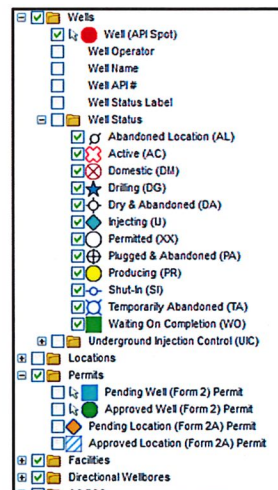 Wells
Well (API Spot)
Well Operator
Well Name
Well API #
Well Status Label
Well Status
Abandoned Location (AL)
Active (AC)
Domestic (DM)
Drilling (DG)
Dry & Abandoned (DA)
Injecting (IJ)
Permitted (XX)
Plugged & Abandoned (PA)
Producing (PR)
Shut-In (SI)
Temporarily Abandoned (TA)
Waiting On Completion (WO)
Underground Injection Control (UIC)
Locations
Permits
Pending Well (Form 2) Permit
Approved Well (Form 2) Permit
Pending Location (Form 2A) Permit
Approved Location (Form 2A) Permit
Facilities
Directional Wellbores